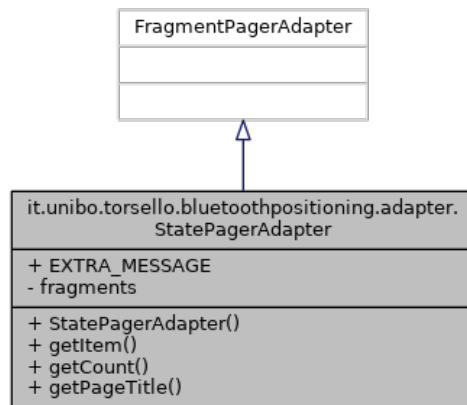 FragmentPagerAdapter
it.unibo.torsello.bluetoothpositioning.adapter.
StatePagerAdapter
+ EXTRA_MESSAGE
- fragments
+ StatePagerAdapter()
+ getItem()
+ getCount()
+ getPageTitle()